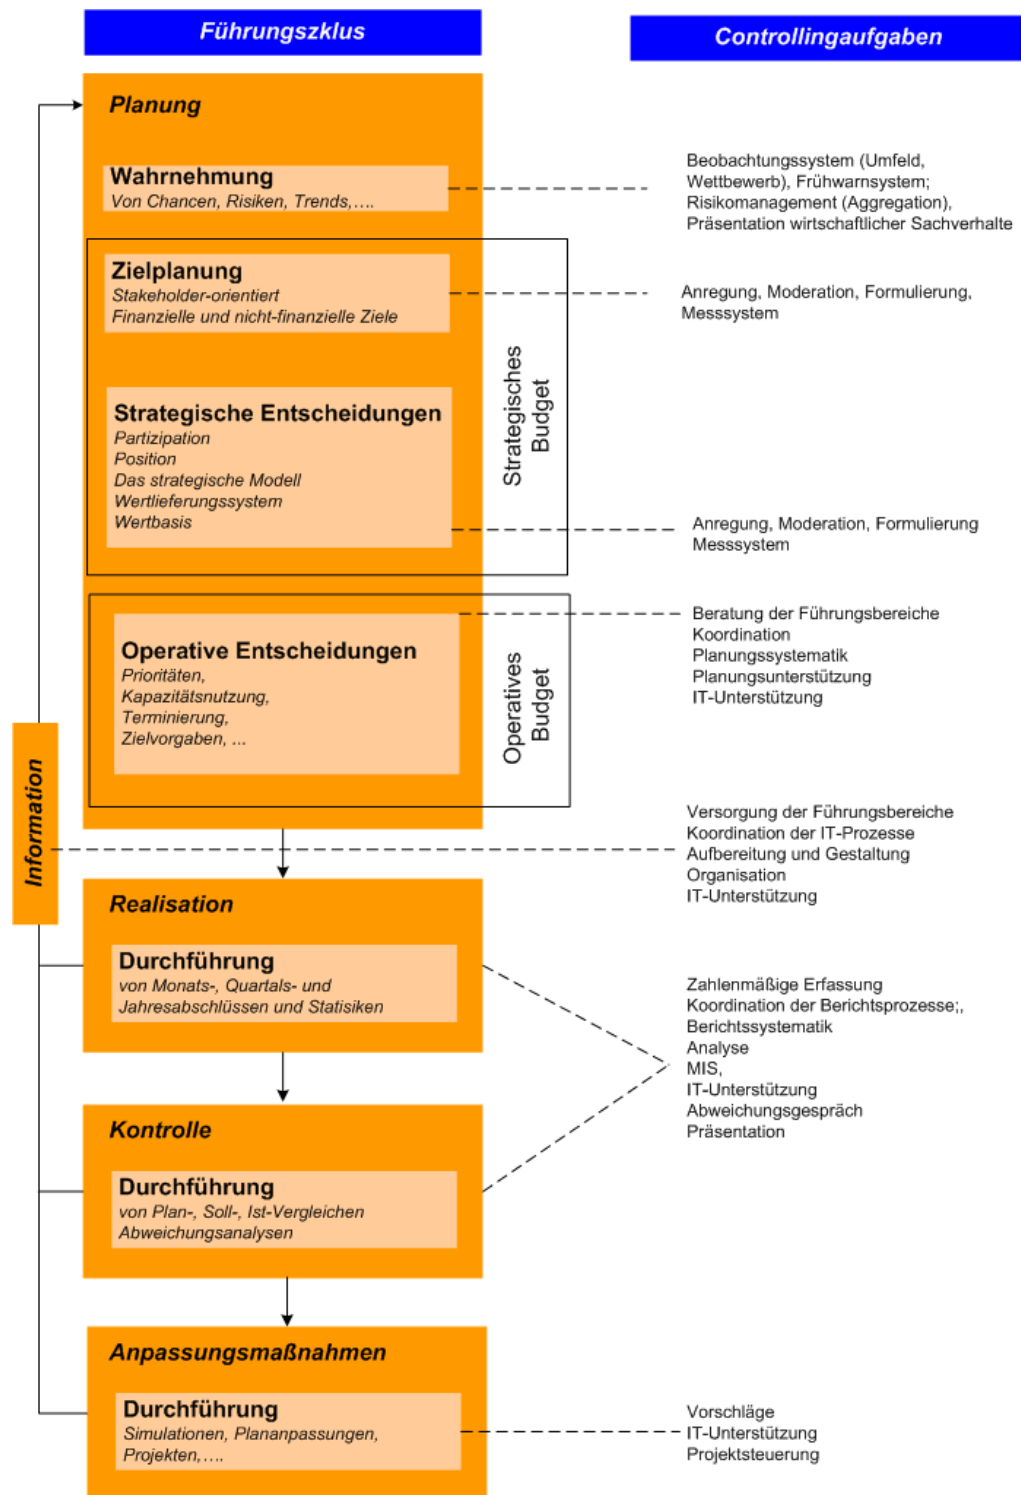 Führungszklus
Controllingaufgaben
Planung
Wahrnehmung
Von Chancen, Risiken, Trends,....
Beobachtungssystem (Umfeld,
Wettbewerb), Frühwarnsystem;
Risikomanagement (Aggregation),
Präsentation wirtschaftlicher Sachverhalte
Zielplanung
Stakeholder-orientiert
Finanzielle und nicht-finanzielle Ziele
Anregung, Moderation, Formulierung,
Messsystem
Strategisches
Budget
Strategische Entscheidungen
Partizipation
Position
Das strategische Modell
Wertlieferungssystem
Wertbasis
Anregung, Moderation, Formulierung
Messsystem
Operative Entscheidungen
Prioritäten,
Kapazitätsnutzung,
Terminierung,
Zielvorgaben, ...
Operatives
Budget
Beratung der Führungsbereiche
Koordination
Planungssystematik
Planungsunterstützung
IT-Unterstützung
Information
Versorgung der Führungsbereiche
Koordination der IT-Prozesse
Aufbereitung und Gestaltung
Organisation
IT-Unterstützung
Realisation
Durchführung
von Monats-, Quartals- und
Jahresabschlüssen und Statisiken
Zahlenmäßige Erfassung
Koordination der Berichtsprozesse;,
Berichtssystematik
Analyse
MIS,
IT-Unterstützung
Abweichungsgespräch
Präsentation
Kontrolle
Durchführung
von Plan-, Soll-, Ist-Vergleichen
Abweichungsanalysen
Anpassungsmaßnahmen
Durchführung
Simulationen, Plananpassungen,
Projekten,....
Vorschläge
IT-Unterstützung
Projektsteuerung